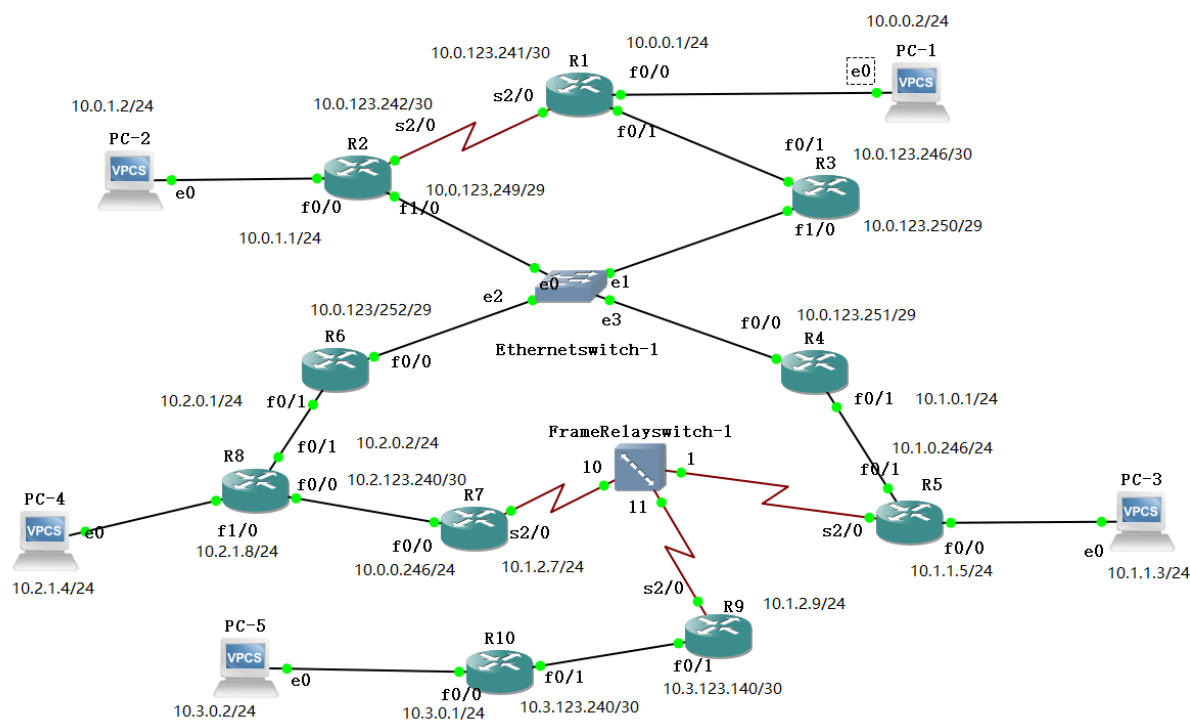 10.0.0.2/24
PC-1
10.0.0.1/24
10.0.123.241/30
R1
f0/0
e0
VPCS
s2/0
10.0.1.2/24
10.0.123.242/30
s2/0
f0/1
PC-2
R2
f0/1
R3
10.0.123.246/30
VPCS
e0
f0/0
f1/0
10,0.123,249/29
f1/0
10.0.123.250/29
10.0.1.1/24
e0
e1
e2
e3
10.0.123/252/29
f0/0
10.0.123.251/29
Ethernetswitch-1
R6
f0/0
R4
10.2.0.1/24
f0/1
f0/1
10.1.0.1/24
FrameRelayswitch-1
f0/1
10.2.0.2/24
10.1.0.246/24
R8
f0/0
10.2.123.240/30
10
1
f0/1
PC-3
PC-4
R7
11
R5
VPCS
VPCS
e0
f1/0
s2/0
s2/0
f0/0
e0
10.2.1.8/24
f0/0
10.0.0.246/24
10.1.2.7/24
10.1.1.5/24
10.1.1.3/24
10.2.1.4/24
s2/0
R9
10.1.2.9/24
PC-5
R10
VPCS
e0
f0/0
f0/1
f0/1
10.3.123.140/30
10.3.0.2/24
10.3.0.1/24
10.3.123.240/30